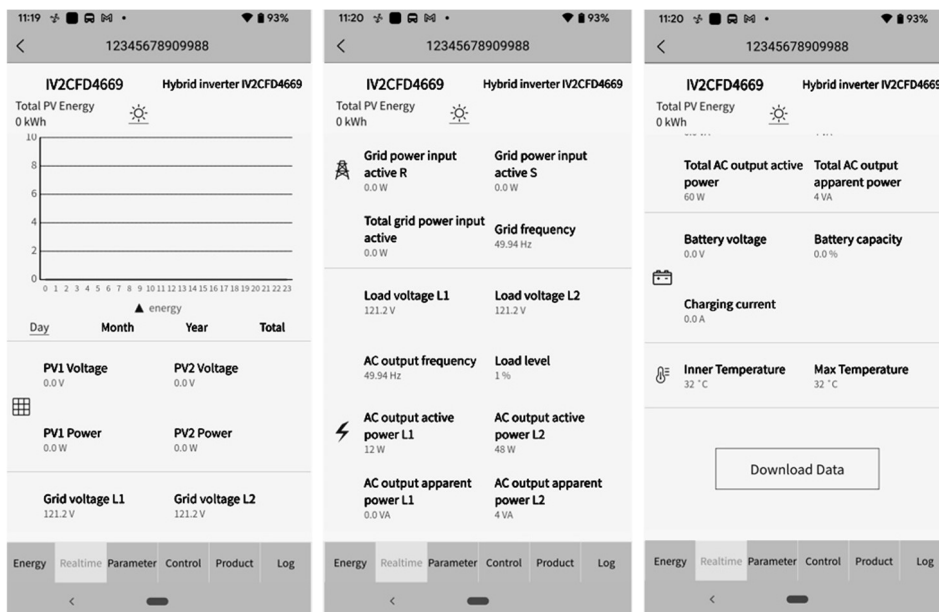 11:19
93%
12345678909988
IV2CFD4669 Hybrid inverter IV2CFD4669
Total PV Energy
0 kWh
10
8
6
4
2
0
0 1 2 3 4 5 6 7 8 9 10 11 12 13 14 15 16 17 18 19 20 21 22 23
energy
Day Month Year Total
PV1 Voltage PV2 Voltage
0.0 V 0.0 V
PV1 Power PV2 Power
0.0 W 0.0 W
Grid voltage L1 Grid voltage L2
121.2 V 121.2 V
Energy Realtime Parameter Control Product Log
11:20
93%
12345678909988
IV2CFD4669 Hybrid inverter IV2CFD4669
Total PV Energy
0 kWh
Grid power input Grid power input
active R active S
0.0 W 0.0 W
Total grid power input
active
0.0 W
Grid frequency
49.94 Hz
Load voltage L1 Load voltage L2
121.2 V 121.2 V
AC output frequency Load level
49.94 Hz 1 %
AC output active AC output active
power L1 power L2
12 W 48 W
AC output apparent AC output apparent
power L1 power L2
0.0 VA 4 VA
Energy Realtime Parameter Control Product Log
11:20
93%
12345678909988
IV2CFD4669 Hybrid inverter IV2CFD4669
Total PV Energy
0 kWh
Total AC output active Total AC output
power apparent power
60 W 4 VA
Battery voltage Battery capacity
0.0 V 0.0 %
Charging current
0.0 A
Inner Temperature Max Temperature
32 ˚C 32 ˚C
Download Data
Energy Realtime Parameter Control Product Log